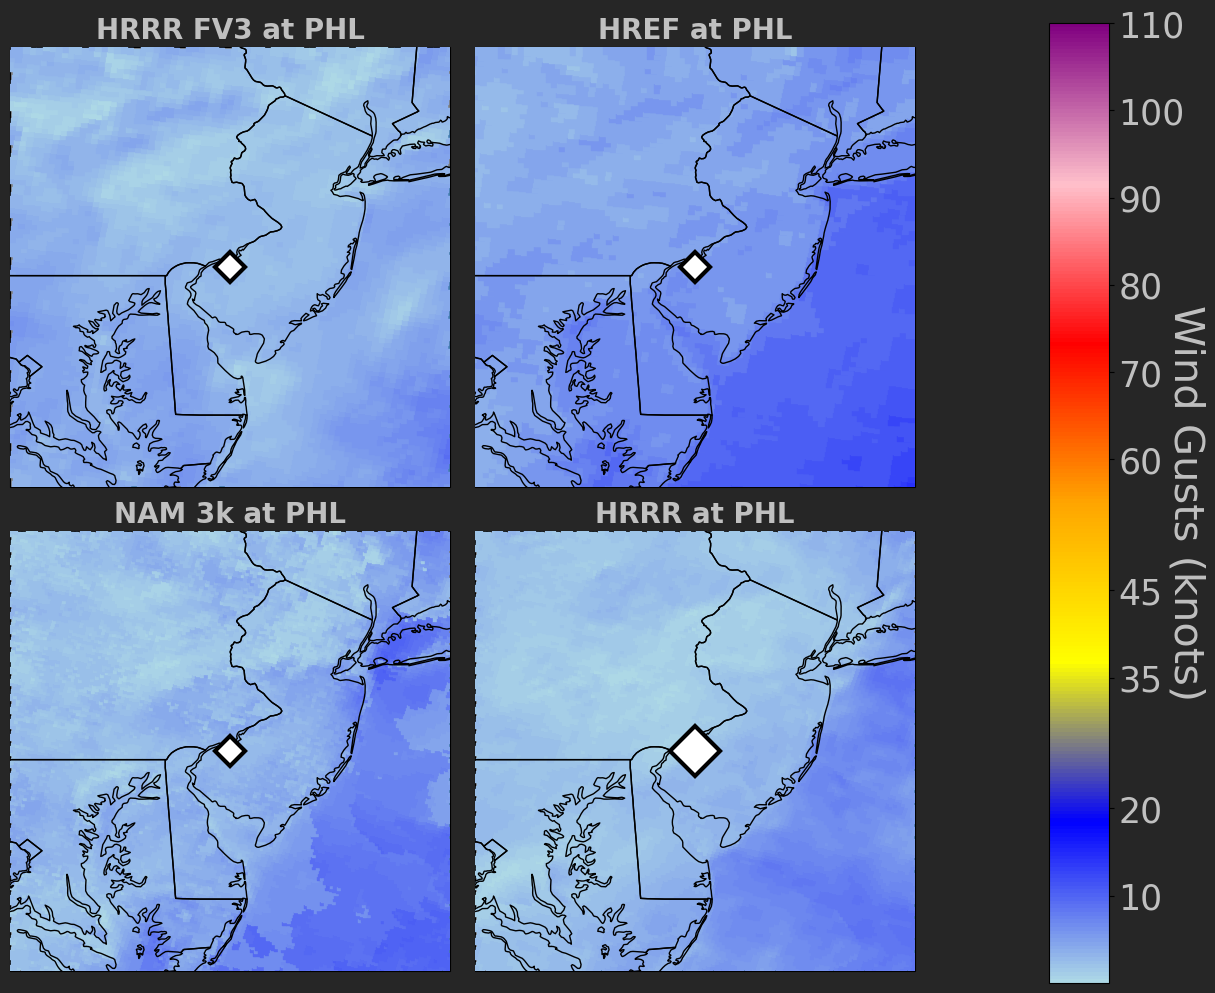 HRRR FV3 at PHL
HREF at PHL
NAM 3k at PHL
HRRR at PHL
110
100
90
80
70
60
45
35
20
10
Wind Gusts (knots)